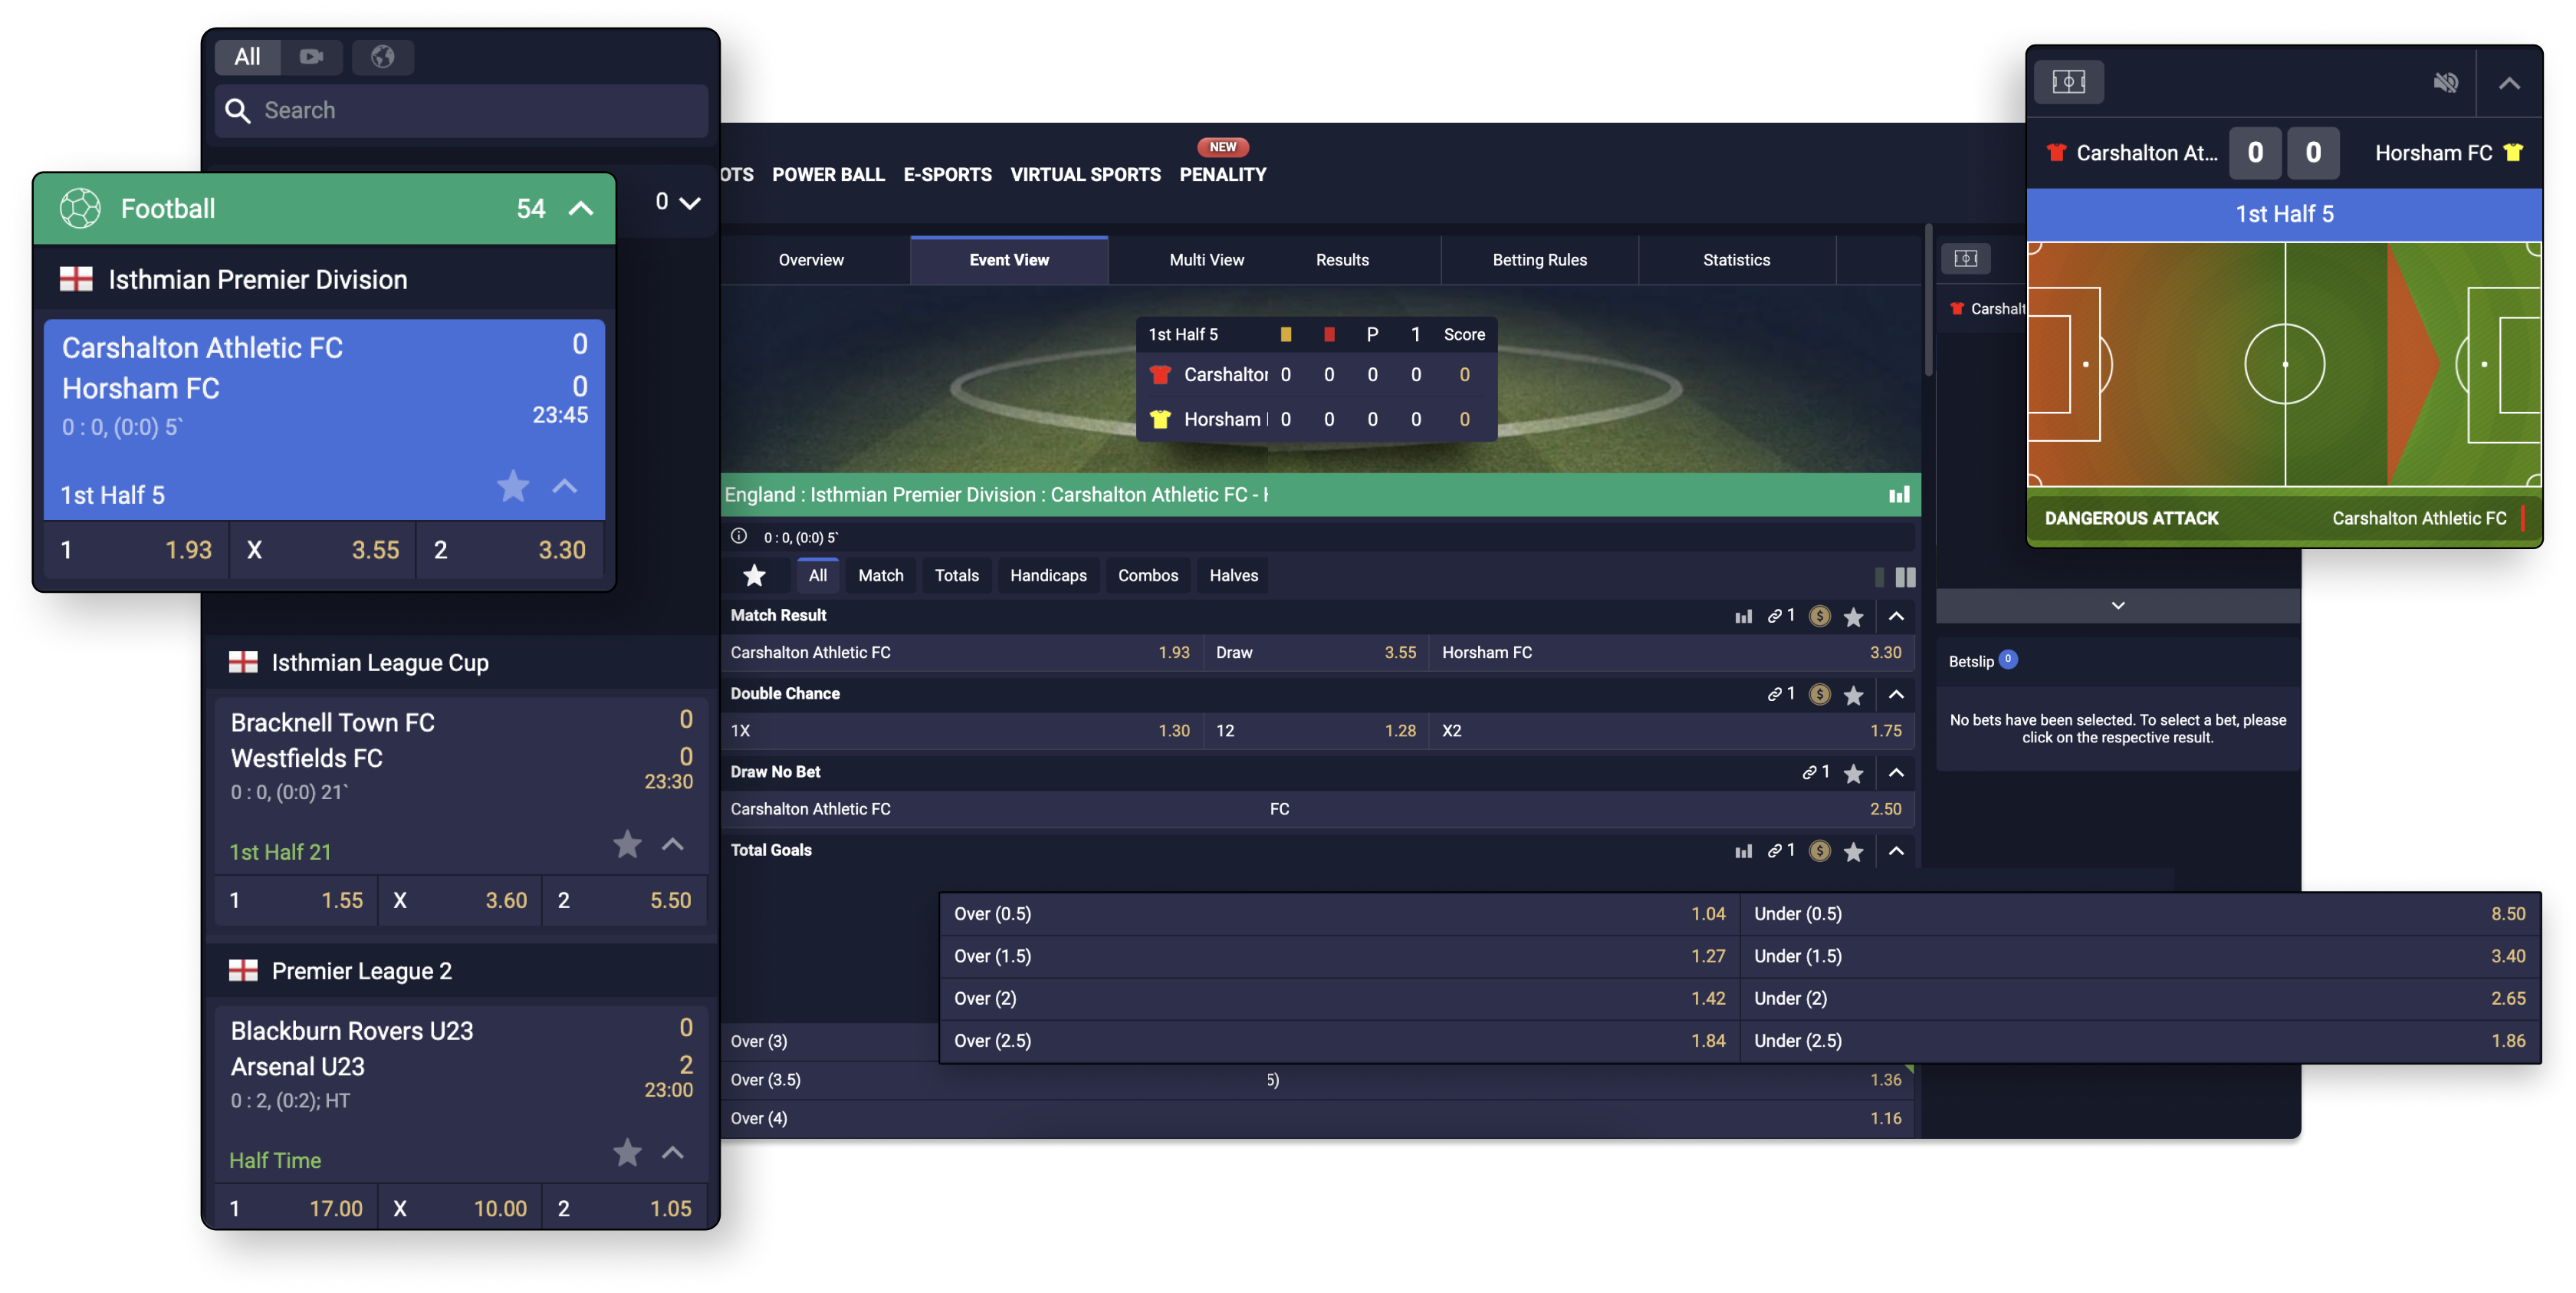 All
Search
0
Football 54
Isthmian Premier Division
Carshalton Athletic FC 0
Horsham FC 0
0 : 0, (0:0) 5` 23:45
1st Half 5
1 1.93 X 3.55 2 3.30
Isthmian League Cup
Bracknell Town FC 0
Westfields FC 0
0 : 0, (0:0) 21` 23:30
1st Half 21
1 1.55 X 3.60 2 5.50
Premier League 2
Blackburn Rovers U23 0
Arsenal U23 2
0 : 2, (0:2); HT 23:00
Half Time
1 17.00 X 10.00 2 1.05
NEW
OTS POWER BALL E-SPORTS VIRTUAL SPORTS PENALITY
Overview Event View Multi View Results Betting Rules Statistics
1st Half 5 P 1 Score
Carshalton 0 0 0 0 0
Horsham 0 0 0 0 0
England : Isthmian Premier Division : Carshalton Athletic FC -
0 : 0, (0:0) 5`
All Match Totals Handicaps Combos Halves
Match Result 1
Carshalton Athletic FC 1.93 Draw 3.55 Horsham FC 3.30
Double Chance 1
1X 1.30 12 1.28 X2 1.75
Draw No Bet 1
Carshalton Athletic FC FC 2.50
Total Goals 1
Over (0.5) 1.04 Under (0.5) 8.50
Over (1.5) 1.27 Under (1.5) 3.40
Over (2) 1.42 Under (2) 2.65
Over (2.5) 1.84 Under (2.5) 1.86
Over (3)
Over (3.5) 5) 1.36
Over (4) 1.16
Carshalt
Betslip 0
No bets have been selected. To select a bet, please
click on the respective result.
Carshalton At... 0 0 Horsham FC
1st Half 5
DANGEROUS ATTACK Carshalton Athletic FC